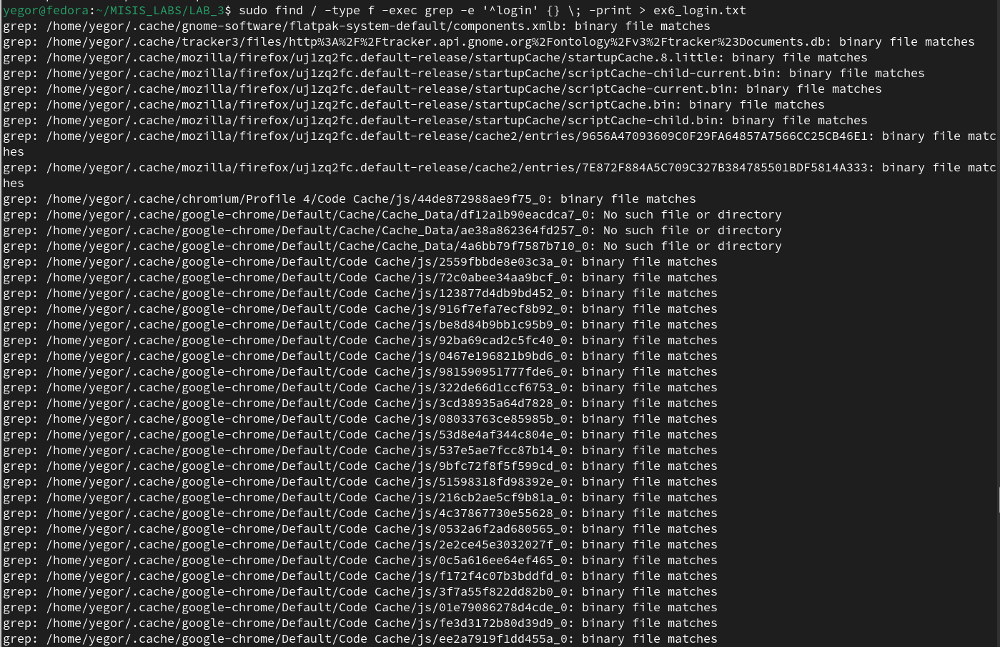 yegor@fedora:~/MISIS_LABS/LAB_3$ sudo find / -type f -exec grep -e '^login' {} \; -print > ex6_login.txt
grep: /home/yegor/.cache/gnome-software/flatpak-system-default/components.xmlb: binary file matches
grep: /home/yegor/.cache/tracker3/files/http%3A%2F%2Ftracker.api.gnome.org%2Fontology%2Fv3%2Ftracker%23Documents.db: binary file matches
grep: /home/yegor/.cache/mozilla/firefox/uj1zq2fc.default-release/startupCache/startupCache.8.little: binary file matches
grep: /home/yegor/.cache/mozilla/firefox/uj1zq2fc.default-release/startupCache/scriptCache-child-current.bin: binary file matches
grep: /home/yegor/.cache/mozilla/firefox/uj1zq2fc.default-release/startupCache/scriptCache-current.bin: binary file matches
grep: /home/yegor/.cache/mozilla/firefox/uj1zq2fc.default-release/startupCache/scriptCache.bin: binary file matches
grep: /home/yegor/.cache/mozilla/firefox/uj1zq2fc.default-release/startupCache/scriptCache-child.bin: binary file matches
grep: /home/yegor/.cache/mozilla/firefox/uj1zq2fc.default-release/cache2/entries/9656A47093609C0F29FA64857A7566CC25CB46E1: binary file matc
hes
grep: /home/yegor/.cache/mozilla/firefox/uj1zq2fc.default-release/cache2/entries/7E872F884A5C709C327B384785501BDF5814A333: binary file matc
hes
grep: /home/yegor/.cache/chromium/Profile 4/Code Cache/js/44de872988ae9f75_0: binary file matches
grep: /home/yegor/.cache/google-chrome/Default/Cache/Cache_Data/df12a1b90eacdca7_0: No such file or directory
grep: /home/yegor/.cache/google-chrome/Default/Cache/Cache_Data/ae38a862364fd257_0: No such file or directory
grep: /home/yegor/.cache/google-chrome/Default/Cache/Cache_Data/4a6bb79f7587b710_0: No such file or directory
grep: /home/yegor/.cache/google-chrome/Default/Code Cache/js/2559fbbde8e03c3a_0: binary file matches
grep: /home/yegor/.cache/google-chrome/Default/Code Cache/js/72c0abee34aa9bcf_0: binary file matches
grep: /home/yegor/.cache/google-chrome/Default/Code Cache/js/123877d4db9bd452_0: binary file matches
grep: /home/yegor/.cache/google-chrome/Default/Code Cache/js/916f7efa7ecf8b92_0: binary file matches
grep: /home/yegor/.cache/google-chrome/Default/Code Cache/js/be8d84b9bb1c95b9_0: binary file matches
grep: /home/yegor/.cache/google-chrome/Default/Code Cache/js/92ba69cad2c5fc40_0: binary file matches
grep: /home/yegor/.cache/google-chrome/Default/Code Cache/js/0467e196821b9bd6_0: binary file matches
grep: /home/yegor/.cache/google-chrome/Default/Code Cache/js/981590951777fde6_0: binary file matches
grep: /home/yegor/.cache/google-chrome/Default/Code Cache/js/322de66d1ccf6753_0: binary file matches
grep: /home/yegor/.cache/google-chrome/Default/Code Cache/js/3cd38935a64d7828_0: binary file matches
grep: /home/yegor/.cache/google-chrome/Default/Code Cache/js/08033763ce85985b_0: binary file matches
grep: /home/yegor/.cache/google-chrome/Default/Code Cache/js/53d8e4af344c804e_0: binary file matches
grep: /home/yegor/.cache/google-chrome/Default/Code Cache/js/537e5ae7fcc87b14_0: binary file matches
grep: /home/yegor/.cache/google-chrome/Default/Code Cache/js/9bfc72f8f5f599cd_0: binary file matches
grep: /home/yegor/.cache/google-chrome/Default/Code Cache/js/51598318fd98392e_0: binary file matches
grep: /home/yegor/.cache/google-chrome/Default/Code Cache/js/216cb2ae5cf9b81a_0: binary file matches
grep: /home/yegor/.cache/google-chrome/Default/Code Cache/js/4c37867730e55628_0: binary file matches
grep: /home/yegor/.cache/google-chrome/Default/Code Cache/js/0532a6f2ad680565_0: binary file matches
grep: /home/yegor/.cache/google-chrome/Default/Code Cache/js/2e2ce45e3032027f_0: binary file matches
grep: /home/yegor/.cache/google-chrome/Default/Code Cache/js/0c5a616ee64ef465_0: binary file matches
grep: /home/yegor/.cache/google-chrome/Default/Code Cache/js/f172f4c07b3bddfd_0: binary file matches
grep: /home/yegor/.cache/google-chrome/Default/Code Cache/js/3f7a55f822dd82b0_0: binary file matches
grep: /home/yegor/.cache/google-chrome/Default/Code Cache/js/01e79086278d4cde_0: binary file matches
grep: /home/yegor/.cache/google-chrome/Default/Code Cache/js/fe3d3172b80d39d9_0: binary file matches
grep: /home/yegor/.cache/google-chrome/Default/Code Cache/js/ee2a7919f1dd455a_0: binary file matches